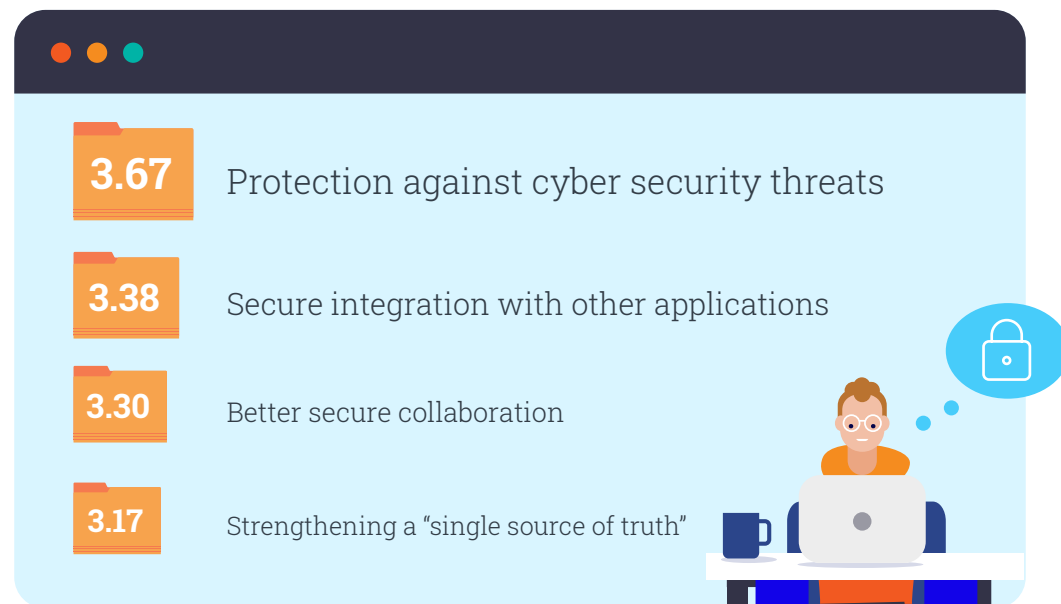 3.67 Protection against cyber security threats
3.38 Secure integration with other applications
3.30 Better secure collaboration
3.17 Strengthening a “single source of truth”